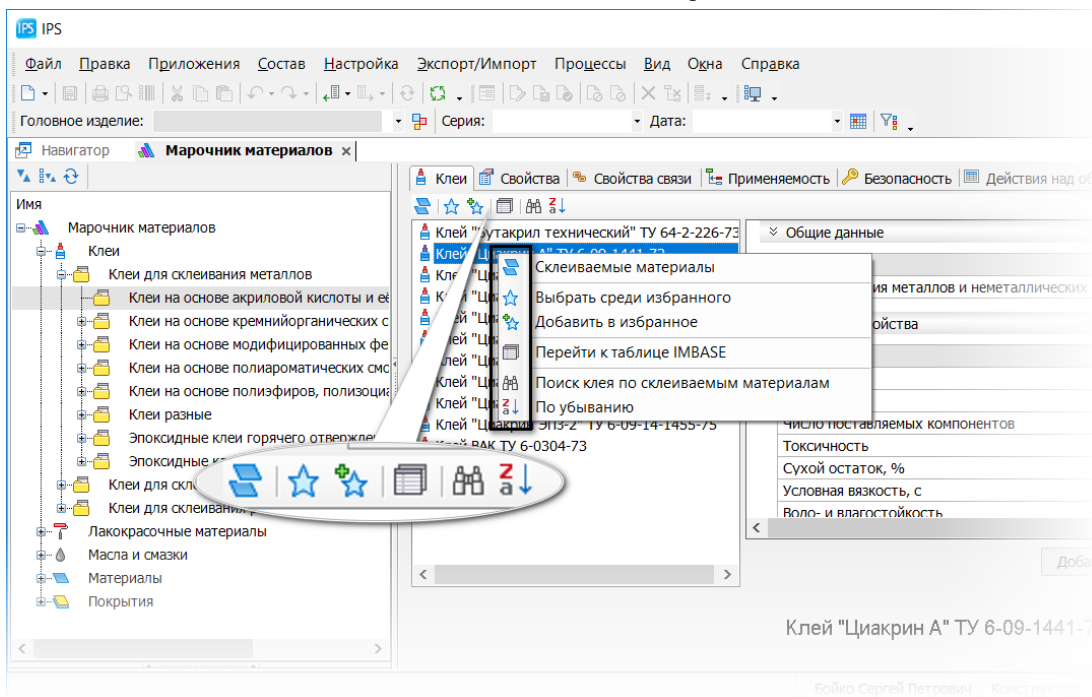 IPS IPS
Файл Правка Приложения Состав Настройка Экспорт/Импорт Процессы Вид Окна Справка
Головное изделие: Серия: Дата:
Навигатор Марочник материалов ×
Клеи Свойства Свойства связи Применяемость Безопасность Действия над об
Имя
Марочник материалов
Клеи
Клеи для склеивания металлов
Клеи на основе акриловой кислоты и её
Клеи на основе кремнийорганических с
Клеи на основе модифицированных фе
Клеи на основе полиароматических смо
Клеи на основе полиэфиров, полизоциа
Клеи разные
Эпоксидные клеи горячего отвержде
Эпоксидные
Клеи для скл
Клеи для склеивания
Лакокрасочные материалы
Масла и смазки
Материалы
Покрытия
Клей "Бутакрил технический" ТУ 64-2-226-73
Клей "Циакрин А" ТУ 6-09-1441-72
Клей "Ци
Клей "Циакрин ЭПЗ-2" ТУ 6-09-14-1455-75
Клей ВАК ТУ 6-0304-73
Склеиваемые материалы
Выбрать среди избранного
Добавить в избранное
Перейти к таблице IMBASE
Поиск клея по склеиваемым материалам
По убыванию
Общие данные
ия металлов и неметаллических
ойства
Число поставляемых компонентов
Токсичность
Сухой остаток, %
Условная вязкость, с
Водо- и влагостойкость
Доба
Клей "Циакрин А" ТУ 6-09-1441-7
Бойко Сергей Петрович Конструк